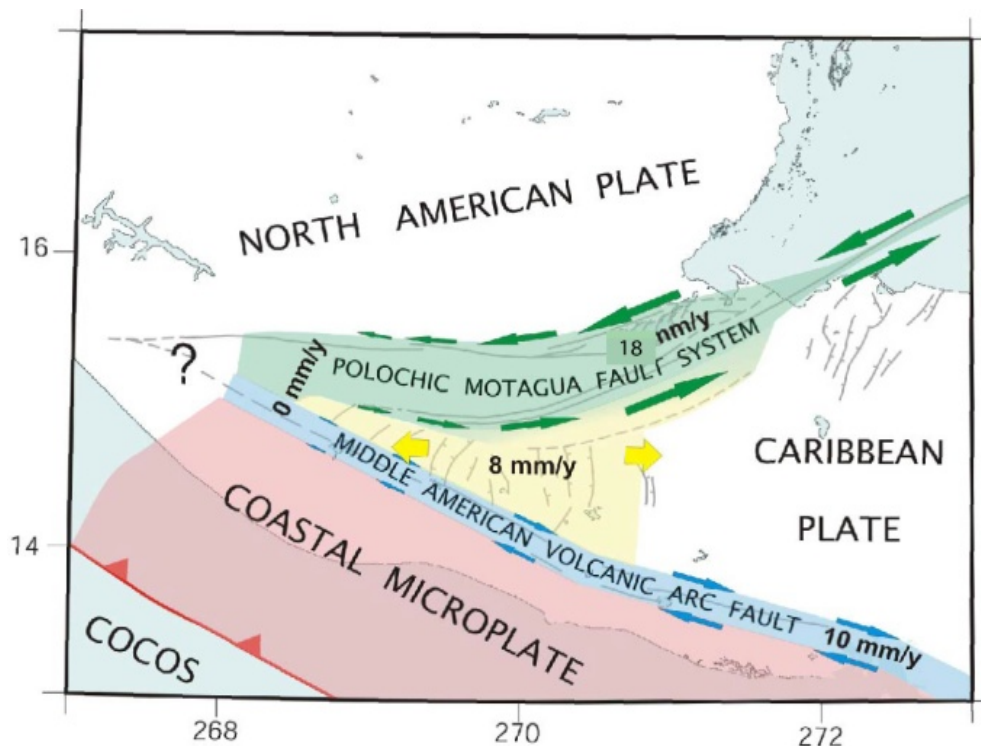 NORTH AMERICAN PLATE
16
18 mm/y
?
0 mm/y
POLOCHIC MOTAGUA FAULT SYSTEM
8 mm/y
CARIBBEAN
PLATE
MIDDLE AMERICAN VOLCANIC ARC FAULT 10 mm/y
14
COASTAL MICROPLATE
COCOS
268
270
272